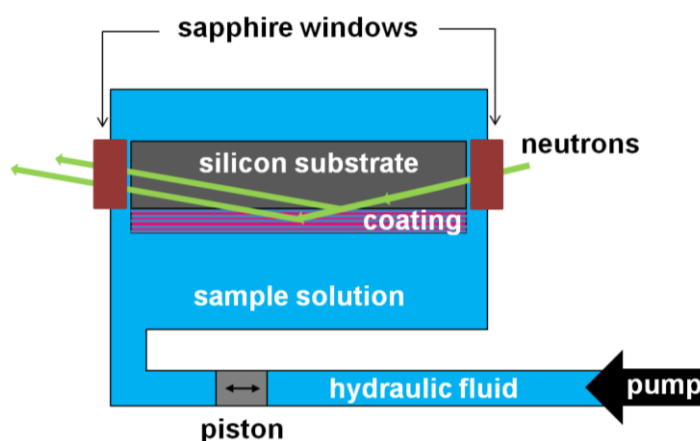 sapphire windows
neutrons
silicon substrate
coating
sample solution
hydraulic fluid
pump
piston